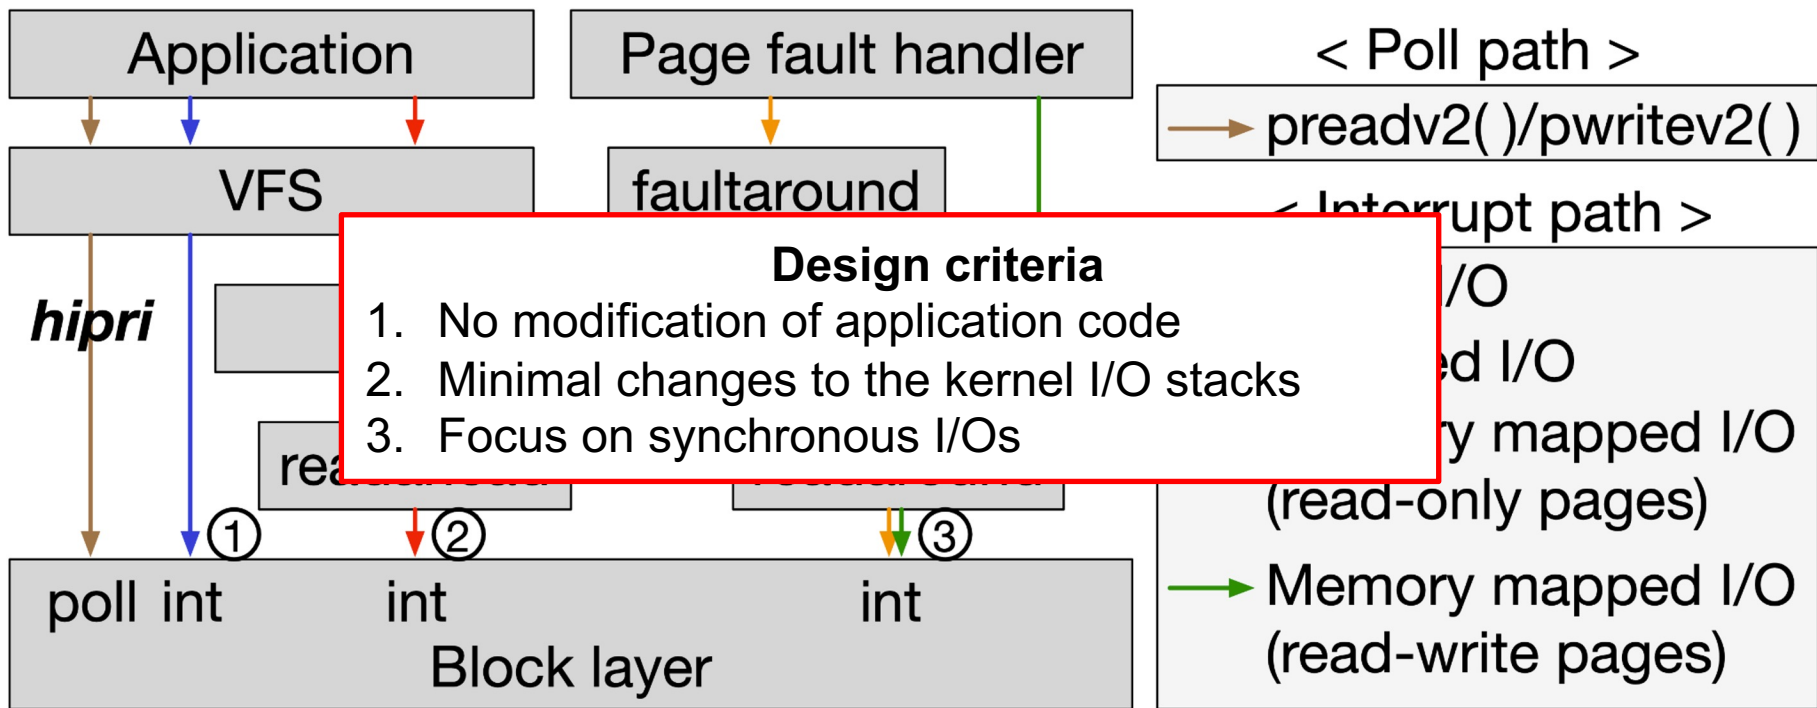 Application
Page fault handler
< Poll path >
preadv2( )/pwritev2( )
VFS
faultaround
< Interrupt path >
Design criteria
1. No modification of application code
2. Minimal changes to the kernel I/O stacks
3. Focus on synchronous I/Os
hipri
I/O
I/O
mapped I/O
(read-only pages)
1
2
3
Memory mapped I/O
(read-write pages)
poll int
int
int
Block layer